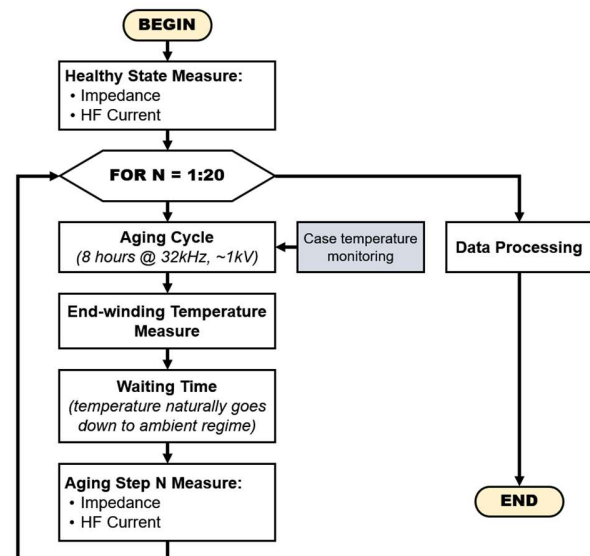 BEGIN
Healthy State Measure:
• Impedance
• HF Current
FOR N = 1:20
Aging Cycle
(8 hours @ 32kHz, ~1kV)
Case temperature
monitoring
Data Processing
End-winding Temperature
Measure
Waiting Time
(temperature naturally goes
down to ambient regime)
Aging Step N Measure:
• Impedance
• HF Current
END